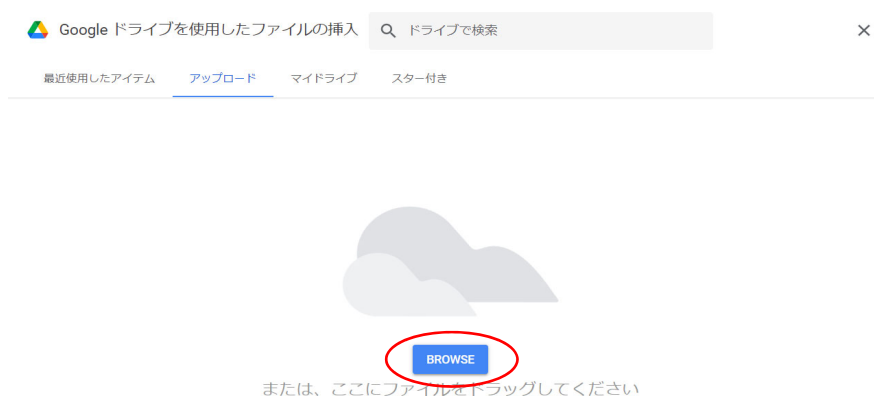 Google ドライブを使用したファイルの挿入 ドライブで検索
最近使用したアイテム アップロード マイドライブ スター付き
BROWSE
または、ここにファイルをドラッグしてください